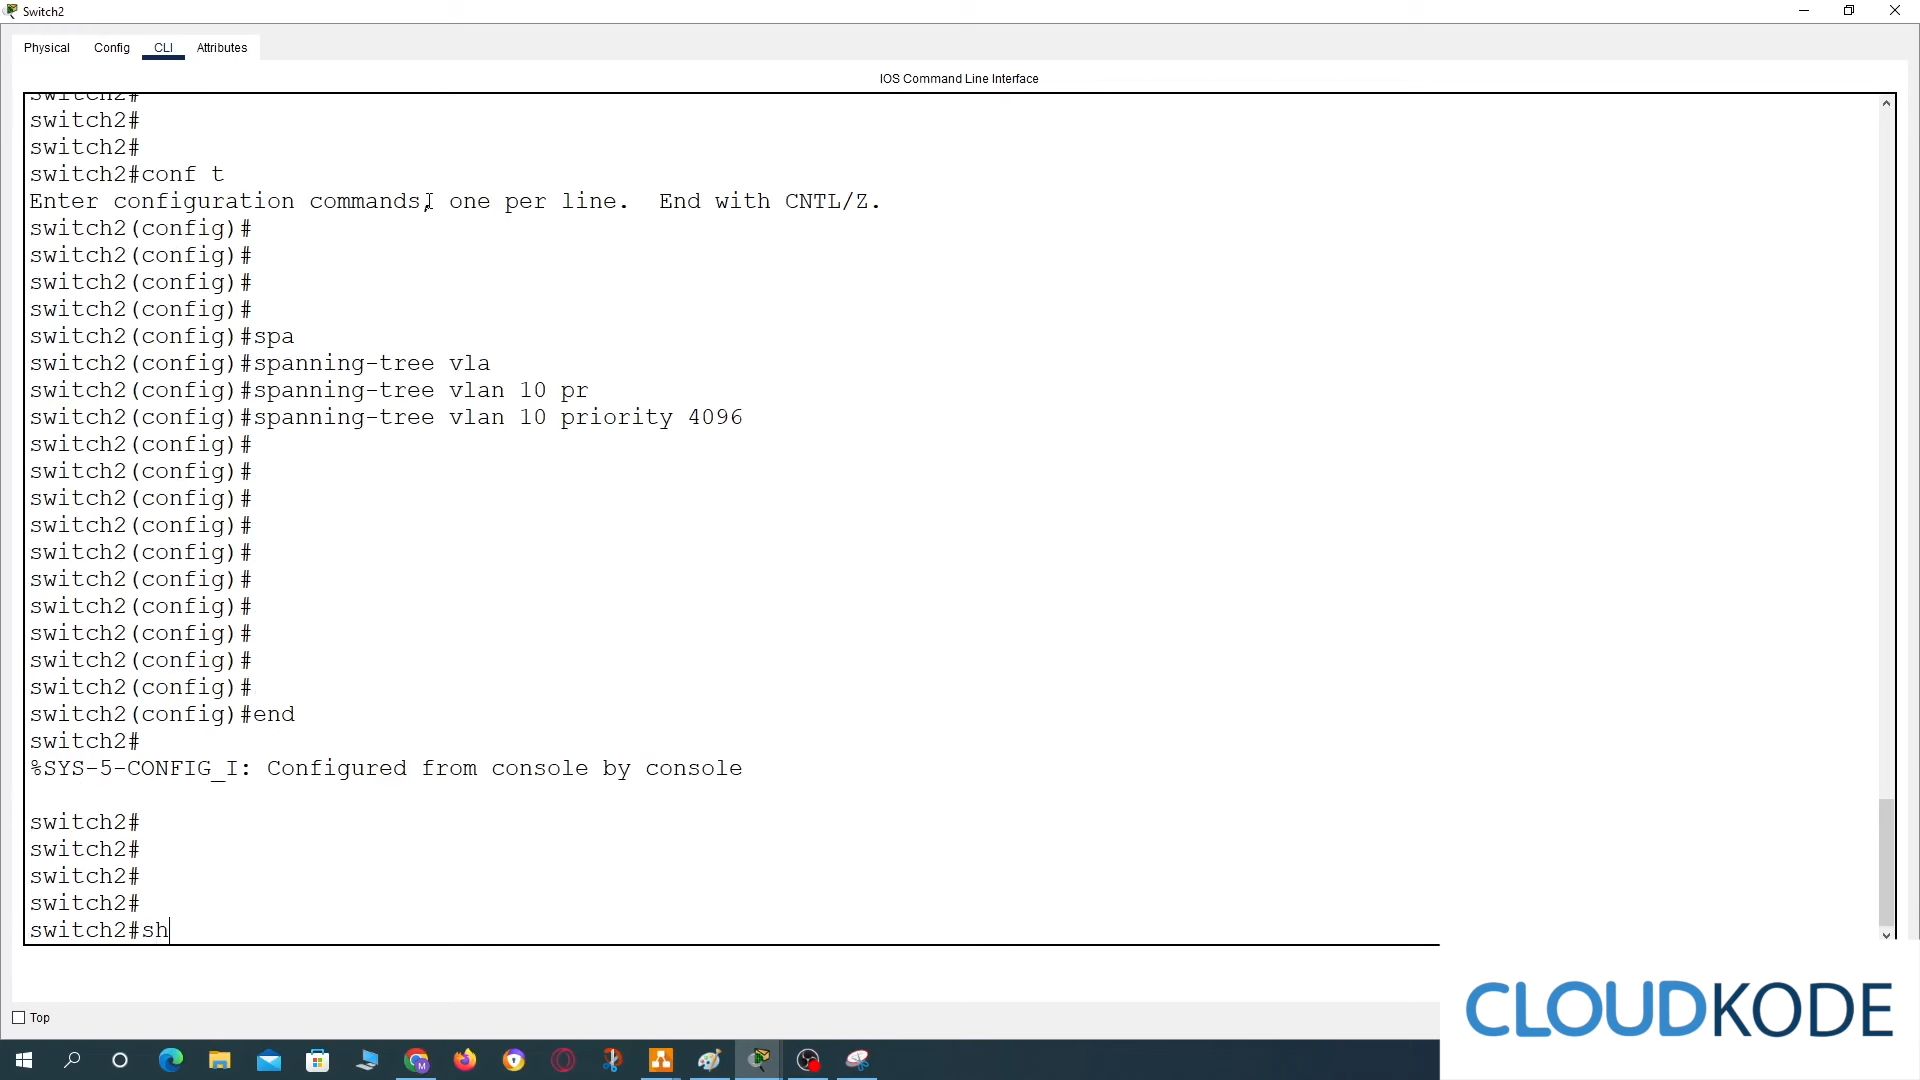 Switch2
Physical Config CLI Attributes
IOS Command Line Interface
switch2#
switch2#
switch2#
switch2#conf t
Enter configuration commands, one per line.  End with CNTL/Z.
switch2(config)#
switch2(config)#
switch2(config)#
switch2(config)#
switch2(config)#spa
switch2(config)#spanning-tree vla
switch2(config)#spanning-tree vlan 10 pr
switch2(config)#spanning-tree vlan 10 priority 4096
switch2(config)#
switch2(config)#
switch2(config)#
switch2(config)#
switch2(config)#
switch2(config)#
switch2(config)#
switch2(config)#
switch2(config)#
switch2(config)#
switch2(config)#end
switch2#
%SYS-5-CONFIG_I: Configured from console by console
switch2#
switch2#
switch2#
switch2#
switch2#sh
Top
CLOUDKODE